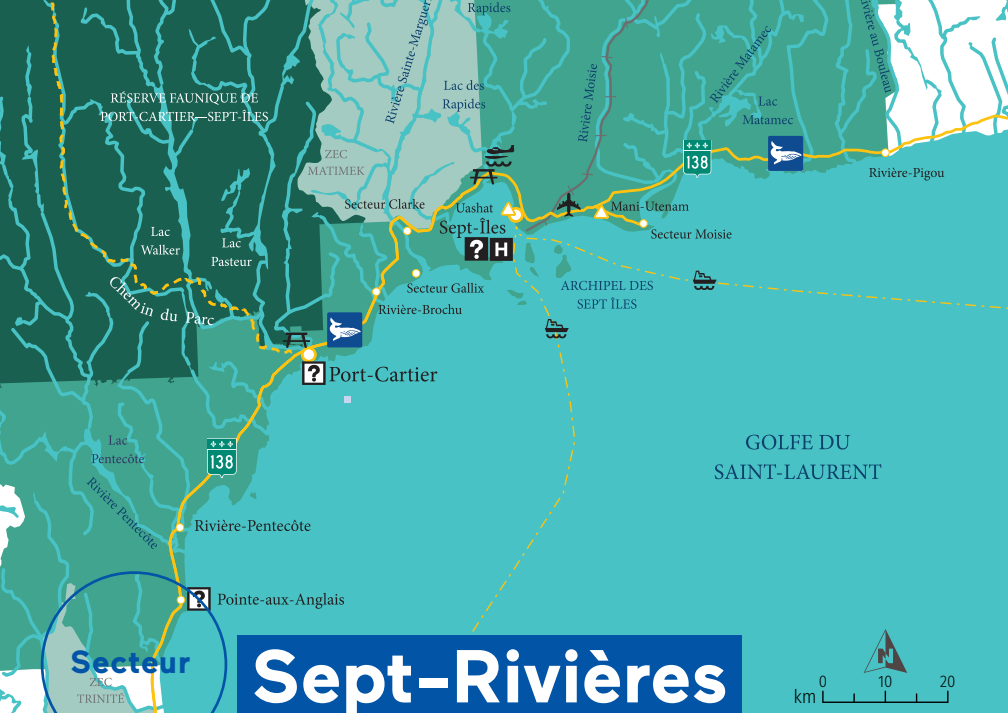 Rapides
Rivière Sainte-Marguer
Lac des
Rapides
Rivière Moisie
Rivière Matamec
Lac
Matamec
ivière au Bouleau
RÉSERVE FAUNIQUE DE
PORT-CARTIER—SEPT-ÎLES
ZEC
MATIMEK
138
Rivière-Pigou
Secteur Clarke
Uashat
Mani-Utenam
Sept-Îles
Secteur Moisie
? H
Lac
Walker
Lac
Pasteur
Secteur Gallix
ARCHIPEL DES
SEPT ÎLES
Chemin du Parc
Rivière-Brochu
?
Port-Cartier
Lac
Pentecôte
138
GOLFE DU
SAINT-LAURENT
Rivière Pentecôte
Rivière-Pentecôte
?
Pointe-aux-Anglais
Secteur
ZEC
TRINITÉ
Sept-Rivières
N
0 10 20
km